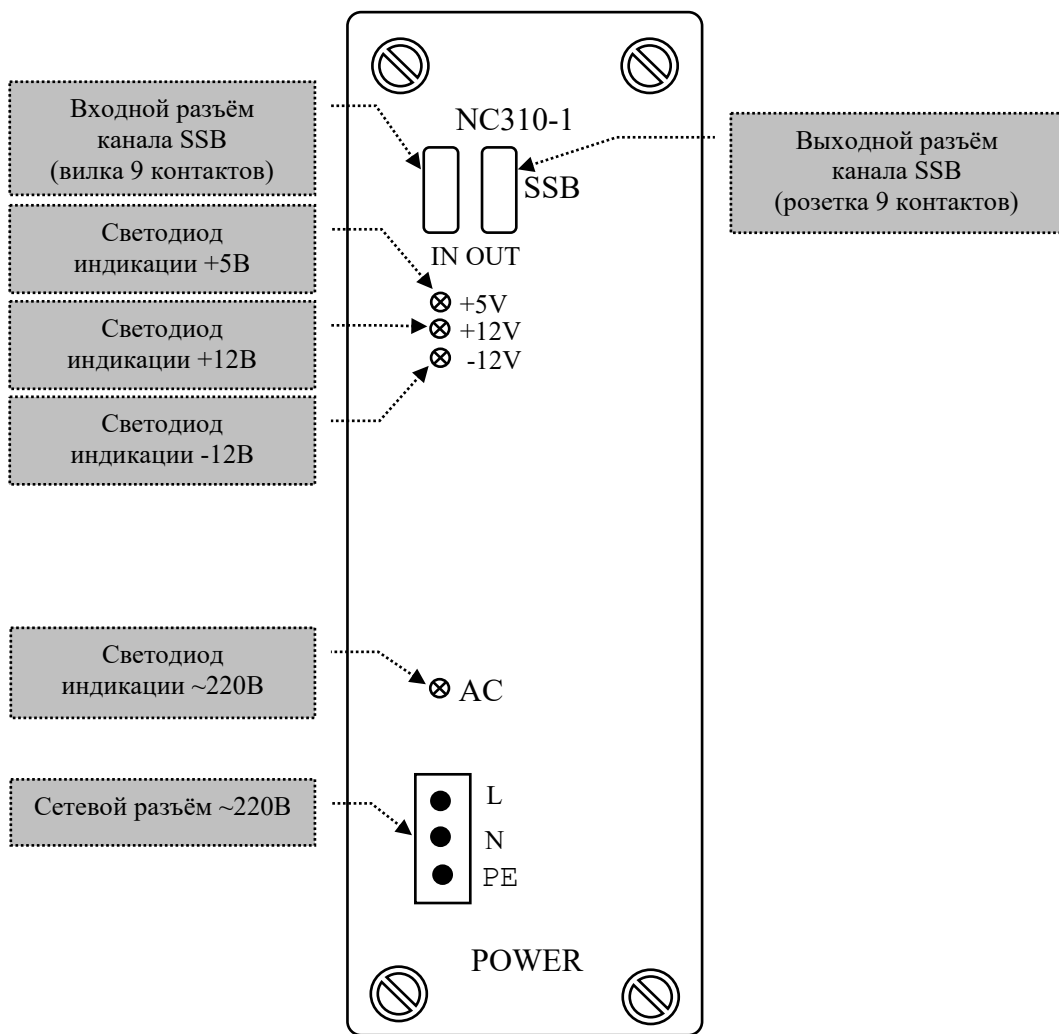 Входной разъём
канала SSB
(вилка 9 контактов)
NC310-1
Выходной разъём
канала SSB
(розетка 9 контактов)
SSB
IN OUT
Светодиод
индикации +5В
+5V
Светодиод
индикации +12В
+12V
-12V
Светодиод
индикации -12В
Светодиод
индикации ~220В
AC
Сетевой разъём ~220В
L
N
PE
POWER